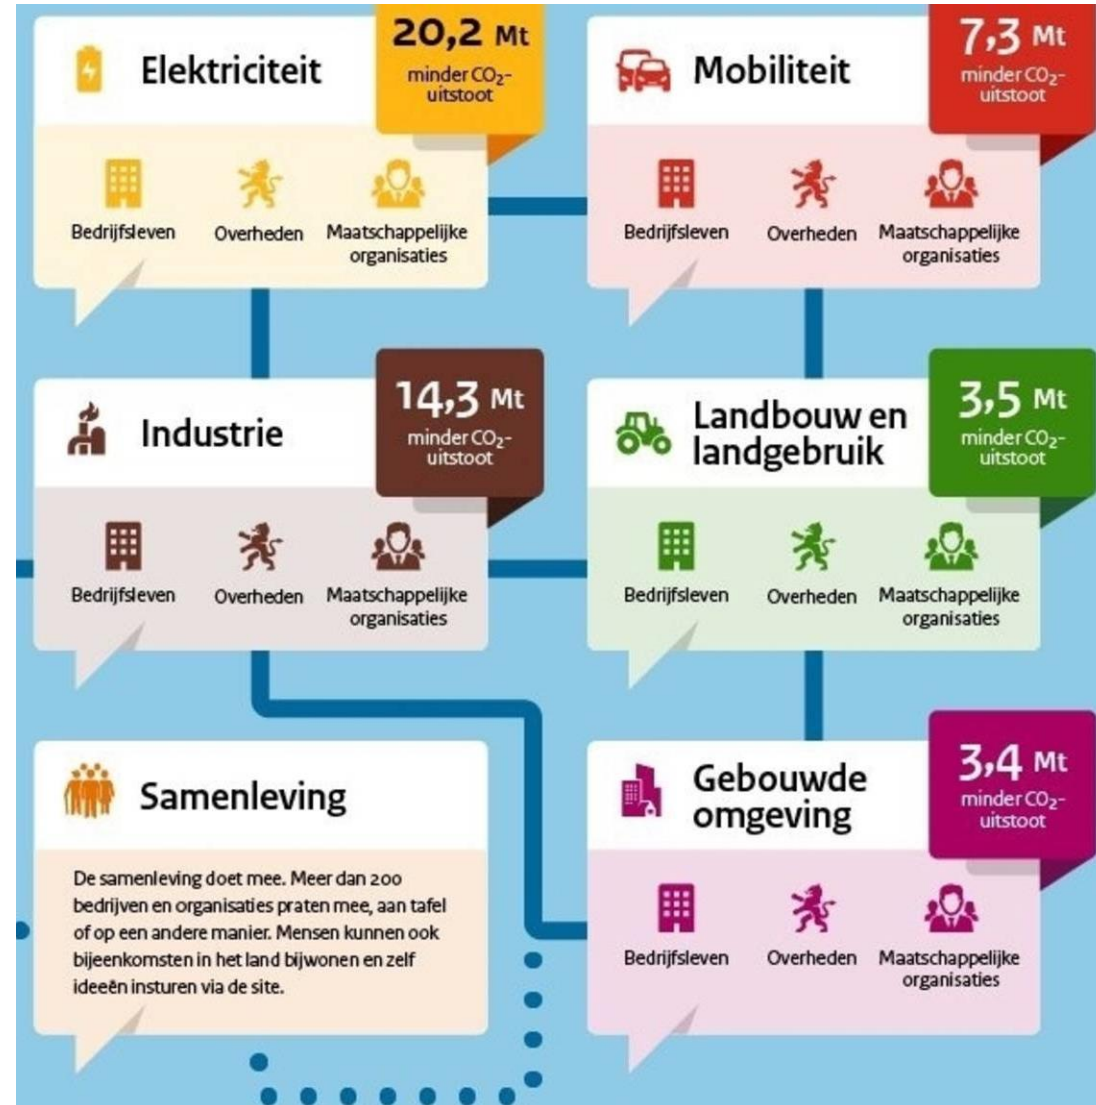 Elektriciteit
20,2 Mt
minder CO₂-
uitstoot
Bedrijfsleven
Overheden
Maatschappelijke
organisaties
Mobiliteit
7,3 Mt
minder CO₂-
uitstoot
Bedrijfsleven
Overheden
Maatschappelijke
organisaties
Industrie
14,3 Mt
minder CO₂-
uitstoot
Bedrijfsleven
Overheden
Maatschappelijke
organisaties
Landbouw en
landgebruik
3,5 Mt
minder CO₂-
uitstoot
Bedrijfsleven
Overheden
Maatschappelijke
organisaties
Samenleving
De samenleving doet mee. Meer dan 200
bedrijven en organisaties praten mee, aan tafel
of op een andere manier. Mensen kunnen ook
bijeenkomsten in het land bijwonen en zelf
ideeën insturen via de site.
Gebouwde
omgeving
3,4 Mt
minder CO₂-
uitstoot
Bedrijfsleven
Overheden
Maatschappelijke
organisaties